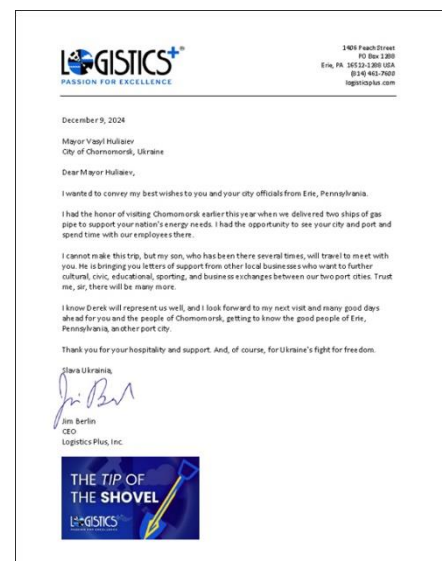 LOGISTICS+®
PASSION FOR EXCELLENCE
1406 Peach Street
PO Box 1288
Erie, PA 16512-1288 USA
(814) 461-7600
logisticsplus.com
December 9, 2024
Mayor Vasyl Huliaiev
City of Chornomorsk, Ukraine
Dear Mayor Huliaiev,
I wanted to convey my best wishes to you and your city officials from Erie, Pennsylvania.
I had the honor of visiting Chornomorsk earlier this year when we delivered two ships of gas
pipe to support your nation's energy needs. I had the opportunity to see your city and port and
spend time with our employees there.
I cannot make this trip, but my son, who has been there several times, will travel to meet with
you. He is bringing you letters of support from other local businesses who want to further
cultural, civic, educational, sporting, and business exchanges between our two port cities. Trust
me, sir, there will be many more.
I know Derek will represent us well, and I look forward to my next visit and many good days
ahead for you and the people of Chornomorsk, getting to know the good people of Erie,
Pennsylvania, another port city.
Thank you for your hospitality and support. And, of course, for Ukraine's fight for freedom.
Slava Ukrainia,
Jim Berlin
CEO
Logistics Plus, Inc.
THE TIP OF
THE SHOVEL
LOGISTICS+
PASSION FOR EXCELLENCE